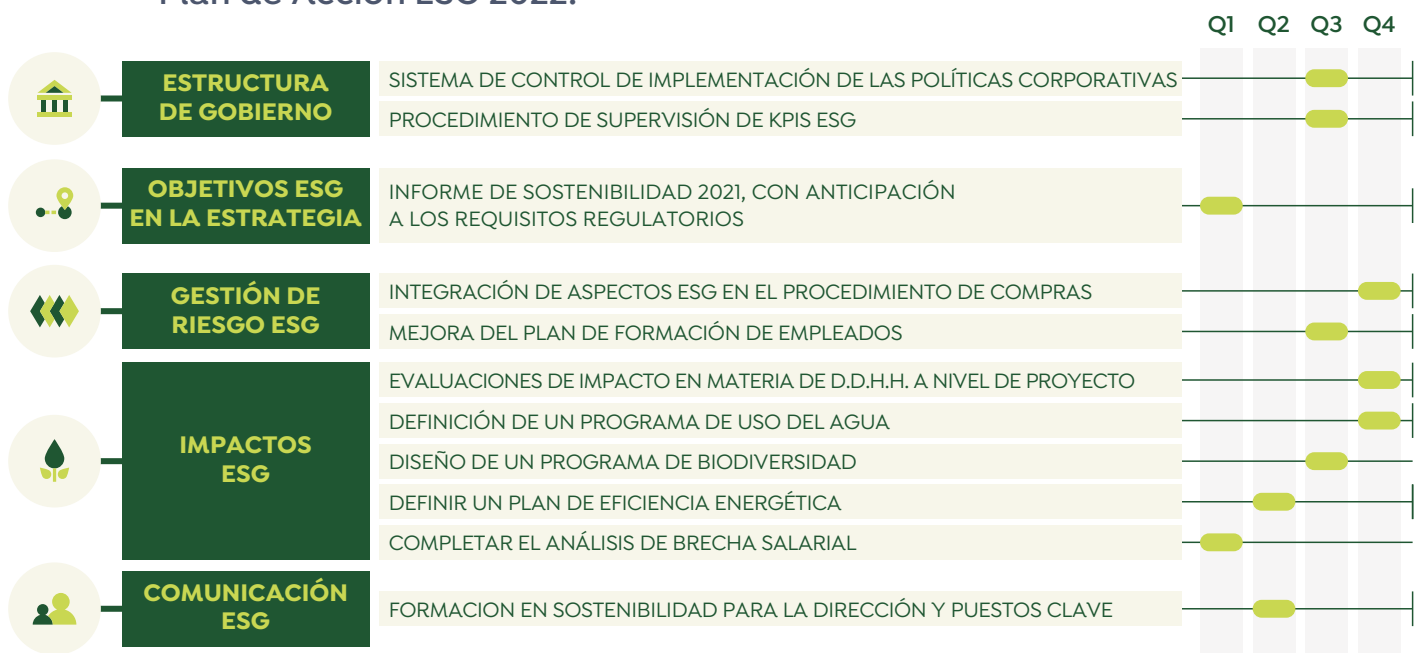 Plan de Acción ESG 2022:
Q1 Q2 Q3 Q4
ESTRUCTURA
DE GOBIERNO
SISTEMA DE CONTROL DE IMPLEMENTACIÓN DE LAS POLÍTICAS CORPORATIVAS
PROCEDIMIENTO DE SUPERVISIÓN DE KPIS ESG
OBJETIVOS ESG
EN LA ESTRATEGIA
INFORME DE SOSTENIBILIDAD 2021, CON ANTICIPACIÓN
A LOS REQUISITOS REGULATORIOS
GESTIÓN DE
RIESGO ESG
INTEGRACIÓN DE ASPECTOS ESG EN EL PROCEDIMIENTO DE COMPRAS
MEJORA DEL PLAN DE FORMACIÓN DE EMPLEADOS
IMPACTOS
ESG
EVALUACIONES DE IMPACTO EN MATERIA DE D.D.H.H. A NIVEL DE PROYECTO
DEFINICIÓN DE UN PROGRAMA DE USO DEL AGUA
DISEÑO DE UN PROGRAMA DE BIODIVERSIDAD
DEFINIR UN PLAN DE EFICIENCIA ENERGÉTICA
COMPLETAR EL ANÁLISIS DE BRECHA SALARIAL
COMUNICACIÓN
ESG
FORMACION EN SOSTENIBILIDAD PARA LA DIRECCIÓN Y PUESTOS CLAVE